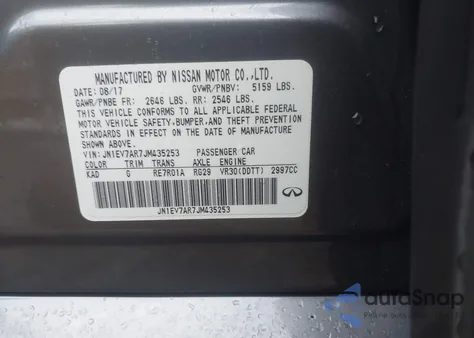 MANUFACTURED BY NISSAN MOTOR CO.,LTD.
DATE: 08/17 GVWR/PNBV: 5159 LBS.
GAWR/PNBE FR: 2646 LBS. RR: 2546 LBS.
THIS VEHICLE CONFORMS TO ALL APPLICABLE FEDERAL
MOTOR VEHICLE SAFETY,BUMPER,AND THEFT PREVENTION
STANDARDS IN EFFECT ON THE DATE OF MANUFACTURE
SHOWN ABOVE.
VIN: JN1EV7AR7JM435253 PASSENGER CAR
COLOR TRIM TRANS AXLE ENGINE
KAD G RE7R01A RG29 VR30(DDTT) 2997CC
JN1EV7AR7JM435253
autoSnap